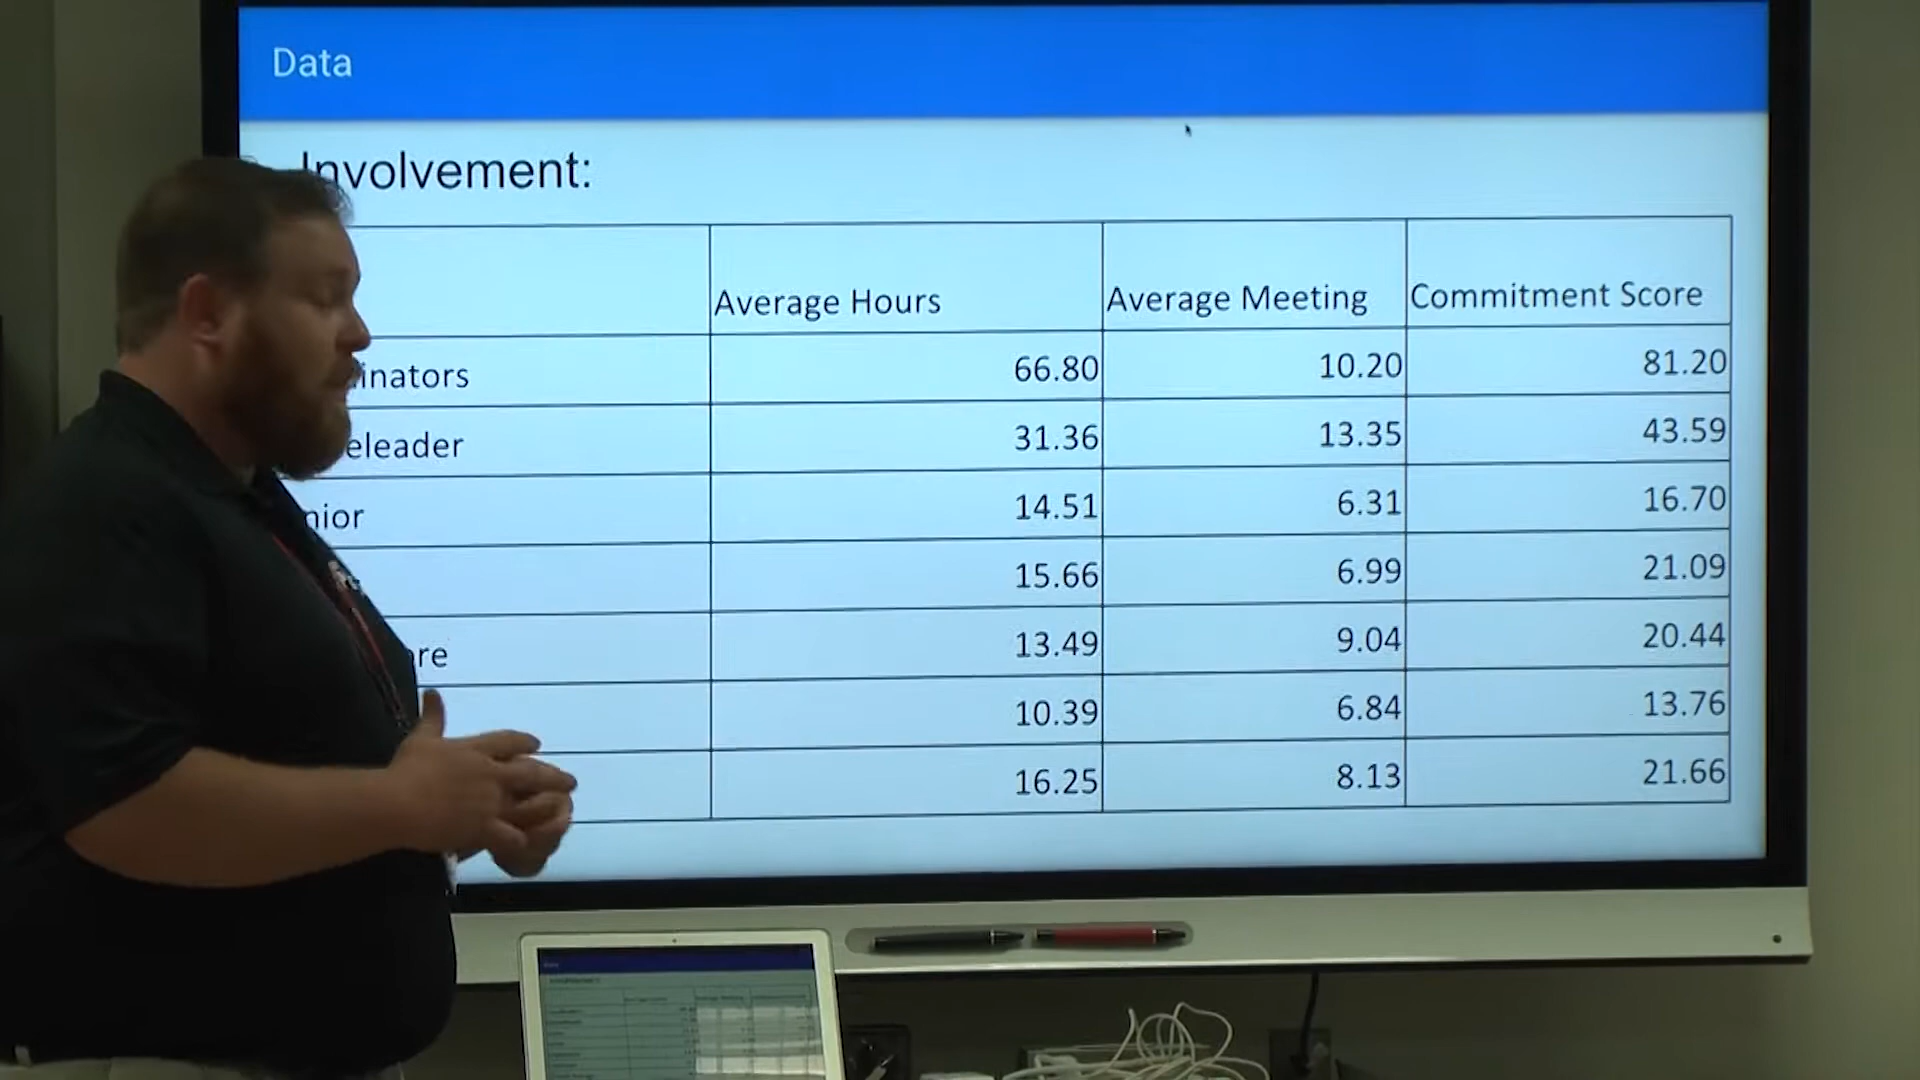 Data
Involvement:
Average Hours Average Meeting Commitment Score
inators 66.80 10.20 81.20
eleader 31.36 13.35 43.59
nior 14.51 6.31 16.70
15.66 6.99 21.09
re 13.49 9.04 20.44
10.39 6.84 13.76
16.25 8.13 21.66